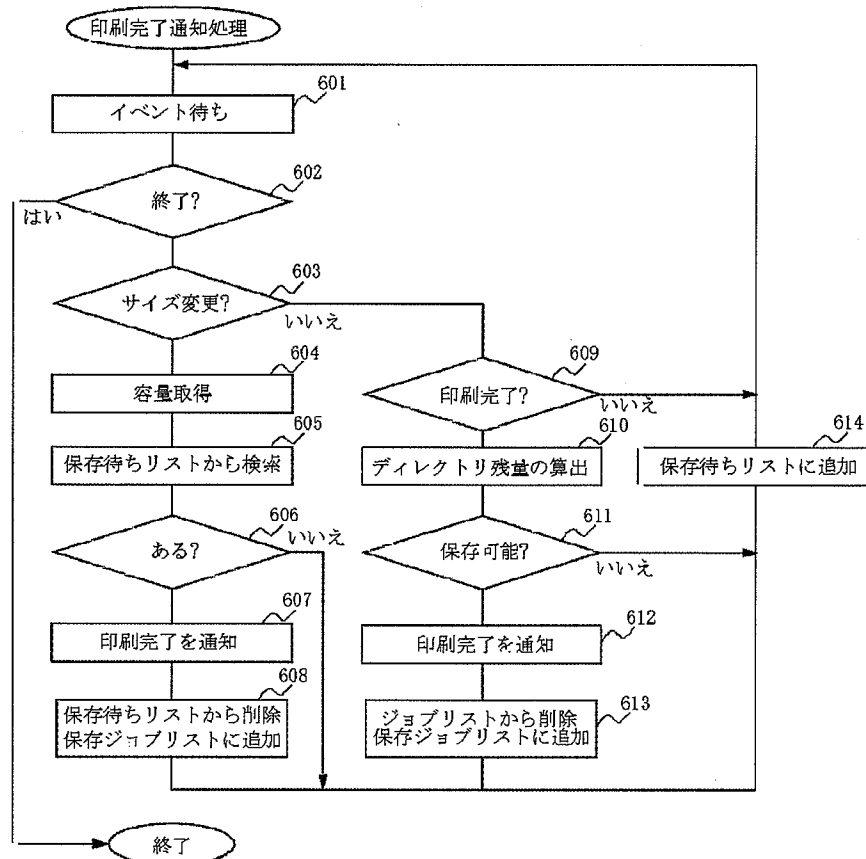 印刷完了通知処理
601
イベント待ち
602
終了?
はい
603
サイズ変更?
いいえ
604
容量取得
605
保存待ちリストから検索
606
ある?
いいえ
607
印刷完了を通知
608
保存待ちリストから削除
保存ジョブリストに追加
609
印刷完了?
いいえ
610
ディレクトリ残量の算出
611
保存可能?
いいえ
612
印刷完了を通知
613
ジョブリストから削除
保存ジョブリストに追加
614
保存待ちリストに追加
終了